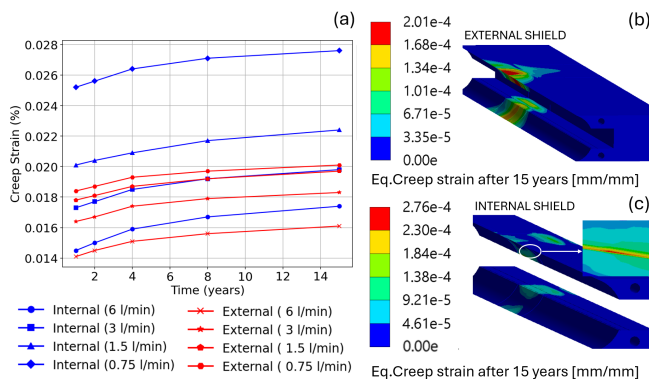 (a)
0.028
0.026
0.024
0.022
0.020
0.018
0.016
0.014
Creep Strain (%)
2 4 6 8 10 12 14
Time (years)
Internal (6 l/min)
Internal (3 l/min)
Internal (1.5 l/min)
Internal (0.75 l/min)
External ( 6 l/min)
External ( 3 l/min)
External ( 1.5 l/min)
External ( 0.75 l/min)
(b)
EXTERNAL SHIELD
2.01e-4
1.68e-4
1.34e-4
1.01e-4
6.71e-5
3.35e-5
0.00e
Eq.Creep strain after 15 years [mm/mm]
(c)
INTERNAL SHIELD
2.76e-4
2.30e-4
1.84e-4
1.38e-4
9.21e-5
4.61e-5
0.00e
Eq.Creep strain after 15 years [mm/mm]